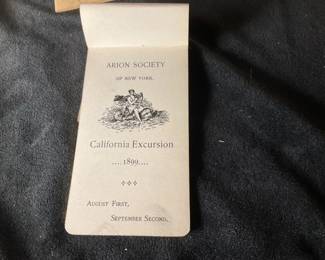 ARION SOCIETY
OF NEW YORK.
California Excursion
....1899....
AUGUST FIRST,
SEPTEMBER SECOND.